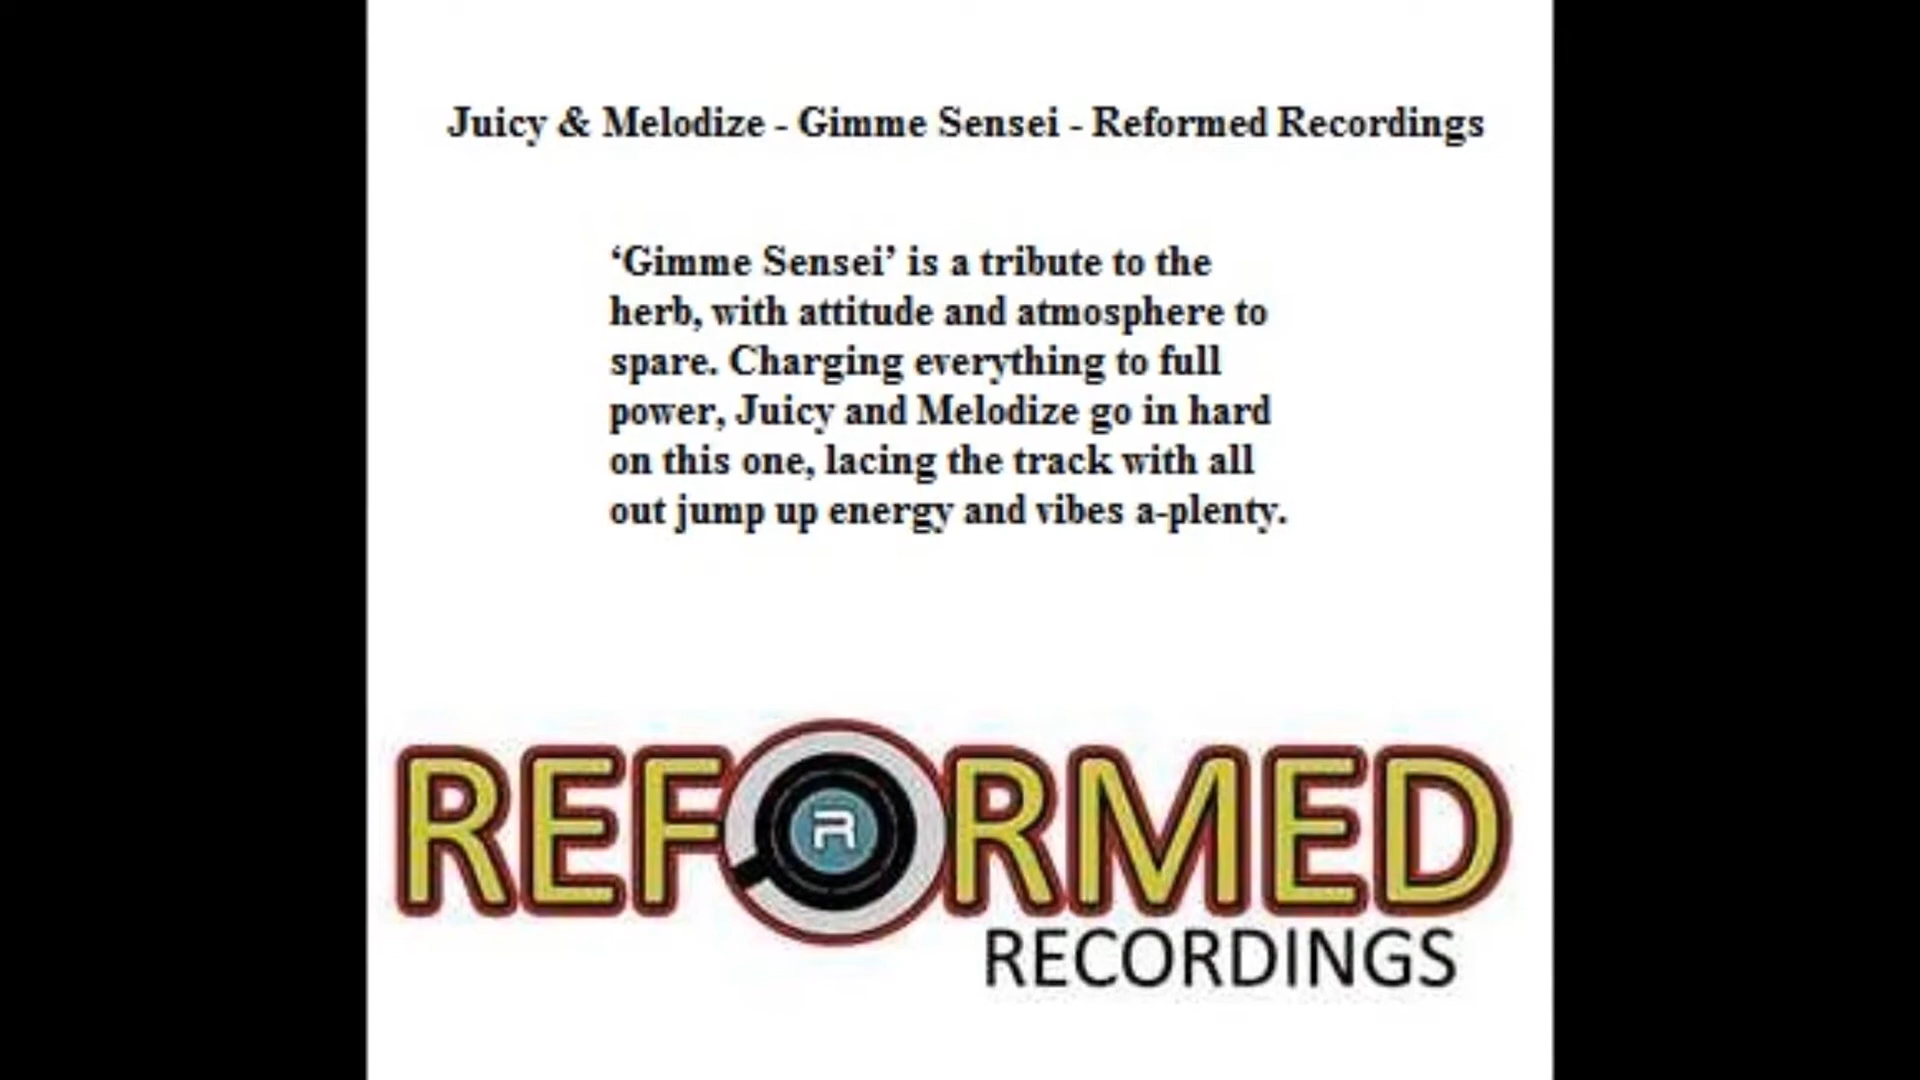 Juicy & Melodize - Gimme Sensei - Reformed Recordings
‘Gimme Sensei’ is a tribute to the
herb, with attitude and atmosphere to
spare. Charging everything to full
power, Juicy and Melodize go in hard
on this one, lacing the track with all
out jump up energy and vibes a-plenty.
REFORMED
R
RECORDINGS